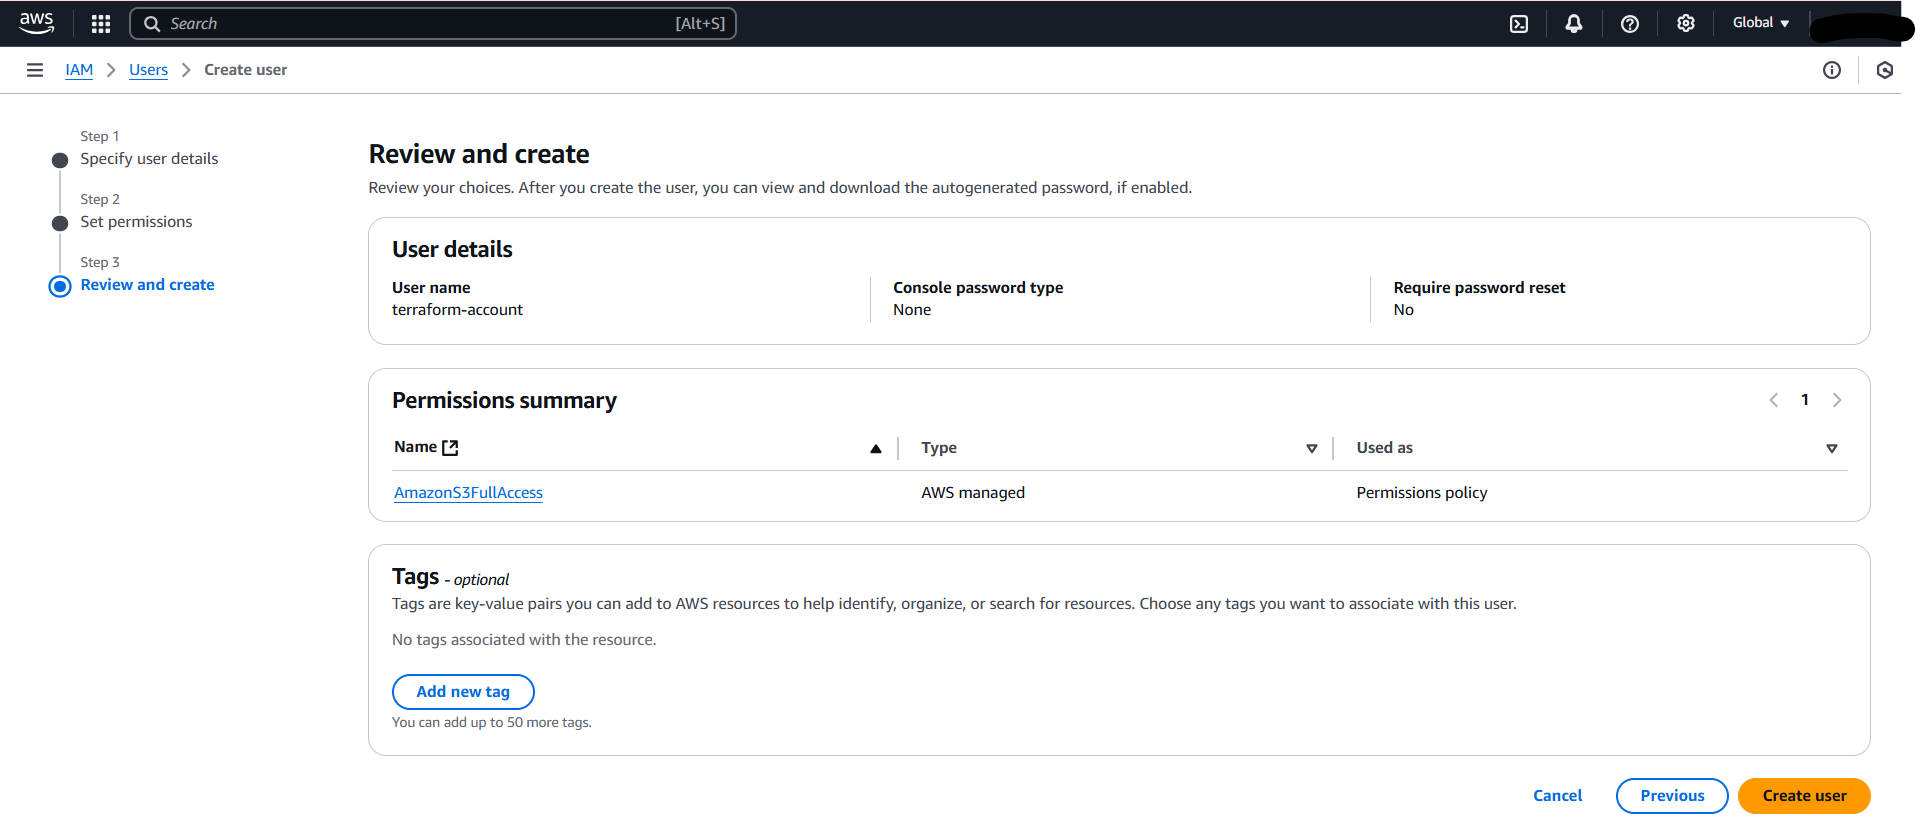 aws
Search [Alt+S]
Global
IAM > Users > Create user
Step 1
Specify user details
Step 2
Set permissions
Step 3
Review and create
Review and create
Review your choices. After you create the user, you can view and download the autogenerated password, if enabled.
User details
User name Console password type Require password reset
terraform-account None No
Permissions summary
1
Name Type Used as
AmazonS3FullAccess AWS managed Permissions policy
Tags - optional
Tags are key-value pairs you can add to AWS resources to help identify, organize, or search for resources. Choose any tags you want to associate with this user.
No tags associated with the resource.
Add new tag
You can add up to 50 more tags.
Cancel Previous Create user